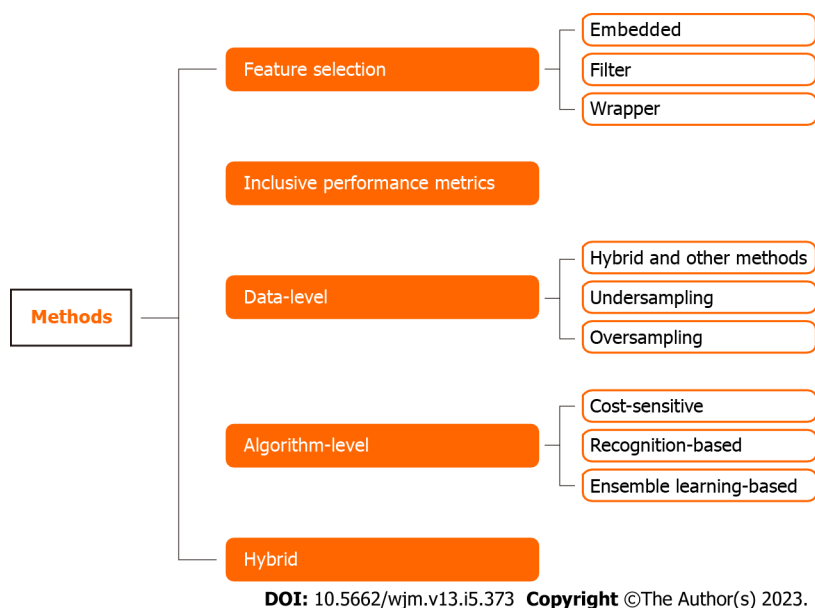 Methods
Feature selection
Embedded
Filter
Wrapper
Inclusive performance metrics
Data-level
Hybrid and other methods
Undersampling
Oversampling
Algorithm-level
Cost-sensitive
Recognition-based
Ensemble learning-based
Hybrid
DOI: 10.5662/wjm.v13.i5.373 Copyright ©The Author(s) 2023.